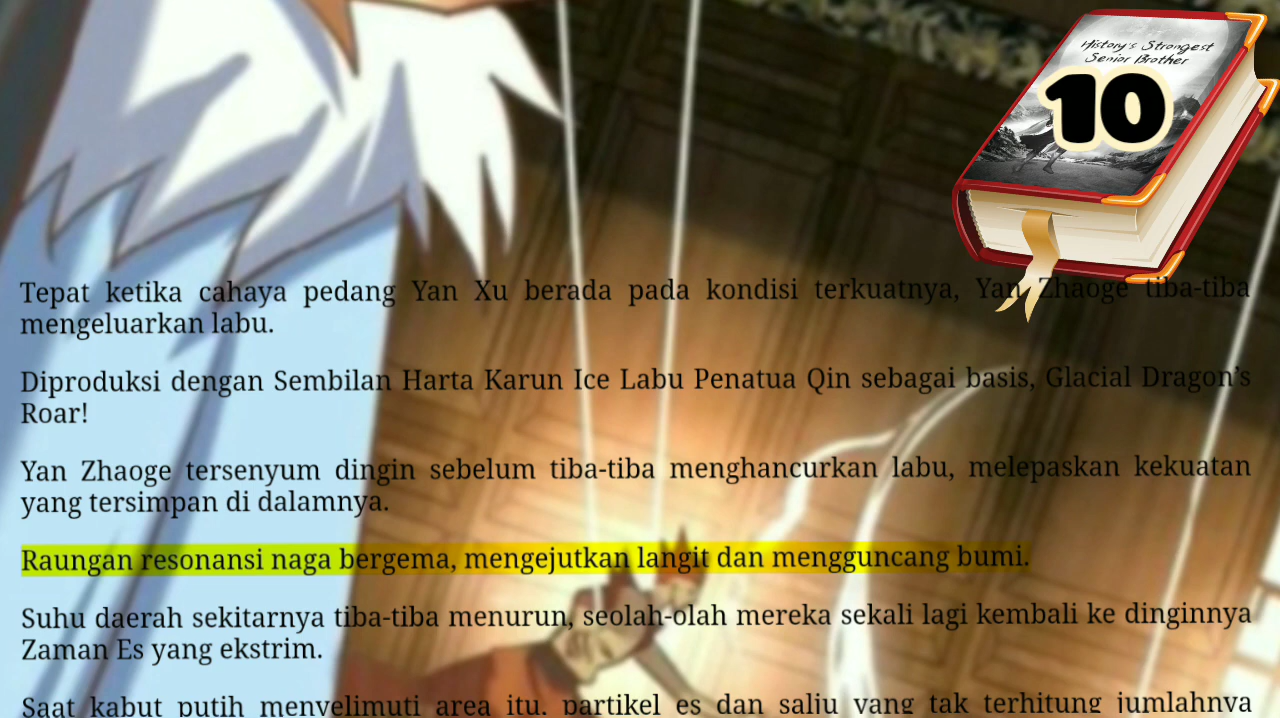 History's Strongest
Senior Brother
10
Tepat ketika cahaya pedang Yan Xu berada pada kondisi terkuatnya, Yan Zhaoge tiba-tiba
mengeluarkan labu.
Diproduksi dengan Sembilan Harta Karun Ice Labu Penatua Qin sebagai basis, Glacial Dragon's
Roar!
Yan Zhaoge tersenyum dingin sebelum tiba-tiba menghancurkan labu, melepaskan kekuatan
yang tersimpan di dalamnya.
Raungan resonansi naga bergema, mengejutkan langit dan mengguncang bumi.
Suhu daerah sekitarnya tiba-tiba menurun, seolah-olah mereka sekali lagi kembali ke dinginnya
Zaman Es yang ekstrim.
Saat kabut putih menyelimuti area itu, partikel es dan salju yang tak terhitung jumlahnya